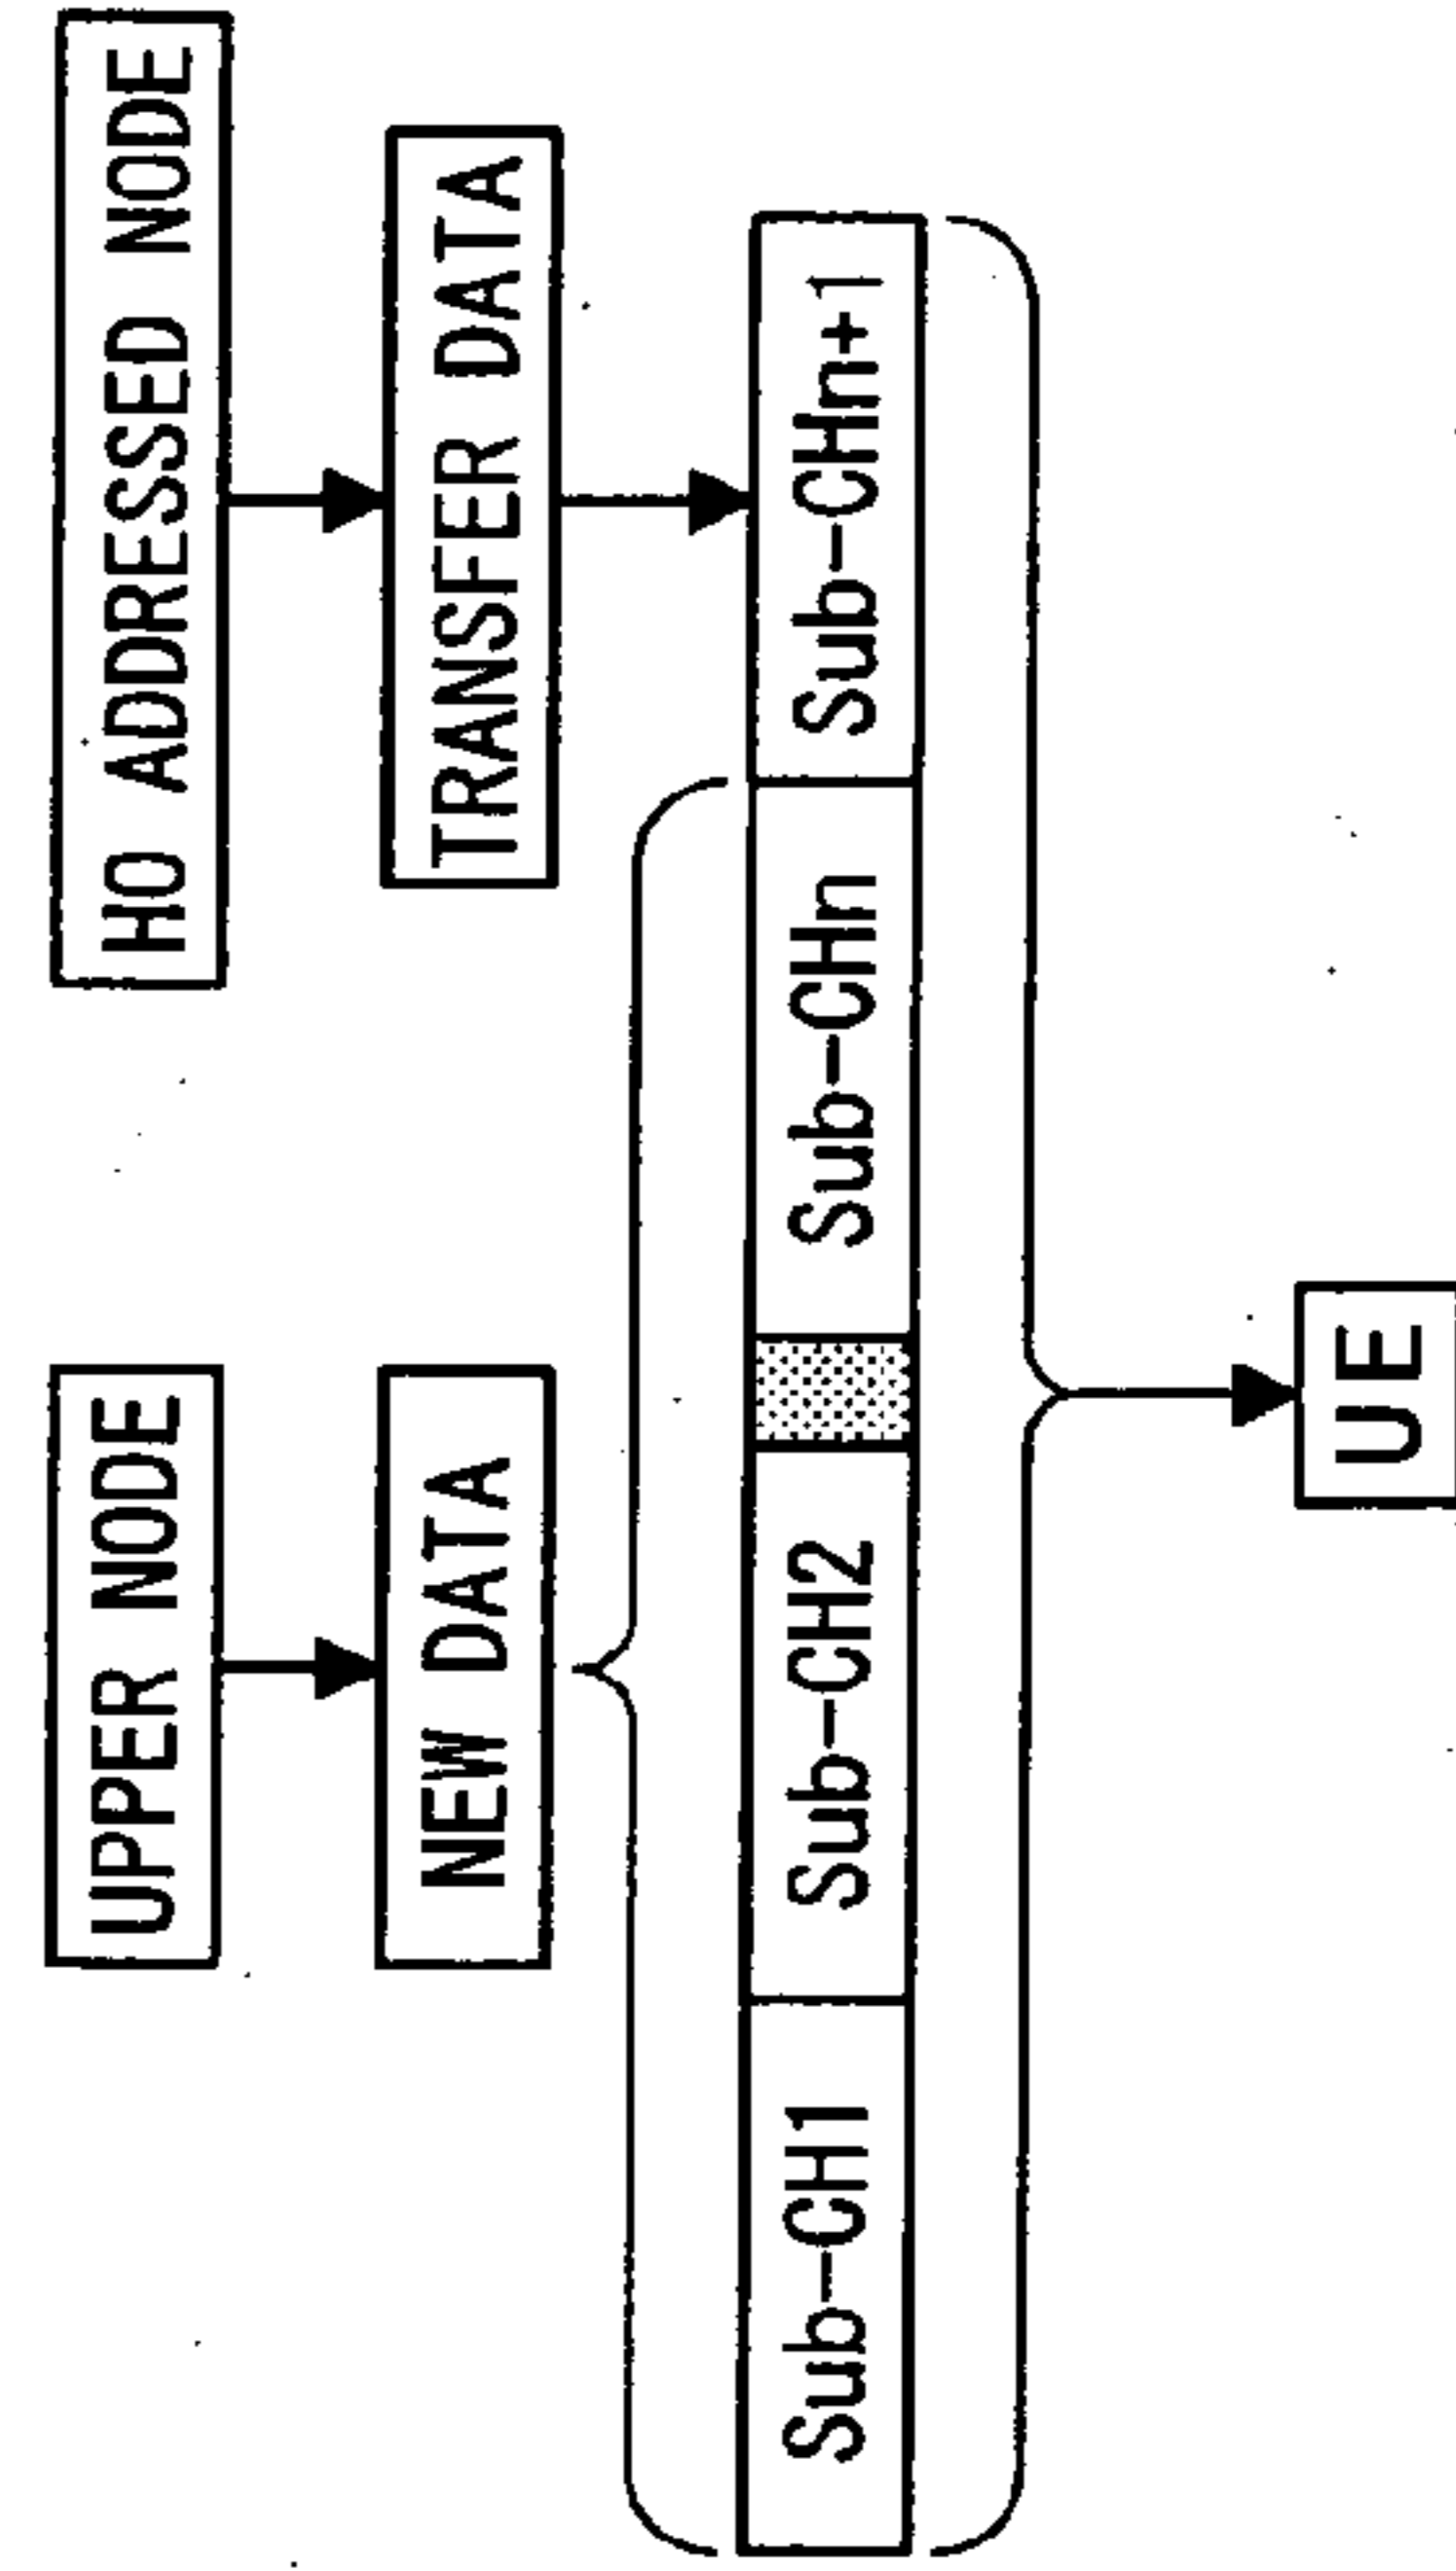 UPPER NODE
HO ADDRESSED NODE
NEW DATA
TRANSFER DATA
Sub-CH1
Sub-CH2
Sub-CHn
Sub-CHn+1
UE